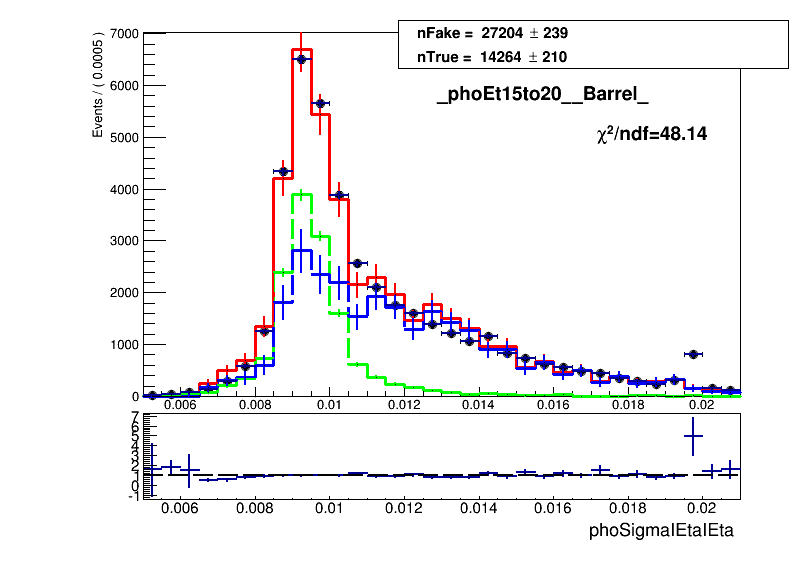 nFake = 27204 ± 239
nTrue = 14264 ± 210
_phoEt15to20__Barrel_
χ²/ndf=48.14
Events / ( 0.0005 )
7000
6000
5000
4000
3000
2000
1000
0
0.006 0.008 0.01 0.012 0.014 0.016 0.018 0.02
7
6
5
4
3
2
1
0
-1
0.006 0.008 0.01 0.012 0.014 0.016 0.018 0.02
phoSigmaIEtaIEta